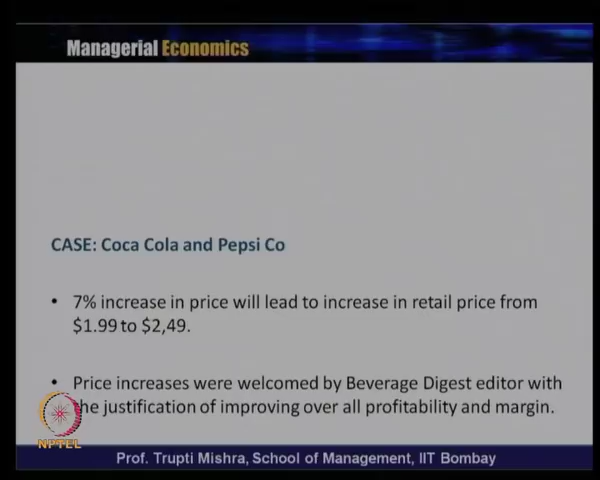 Managerial Economics
CASE: Coca Cola and Pepsi Co
• 7% increase in price will lead to increase in retail price from
$1.99 to $2,49.
• Price increases were welcomed by Beverage Digest editor with
the justification of improving over all profitability and margin.
NPTEL
Prof. Trupti Mishra, School of Management, IIT Bombay